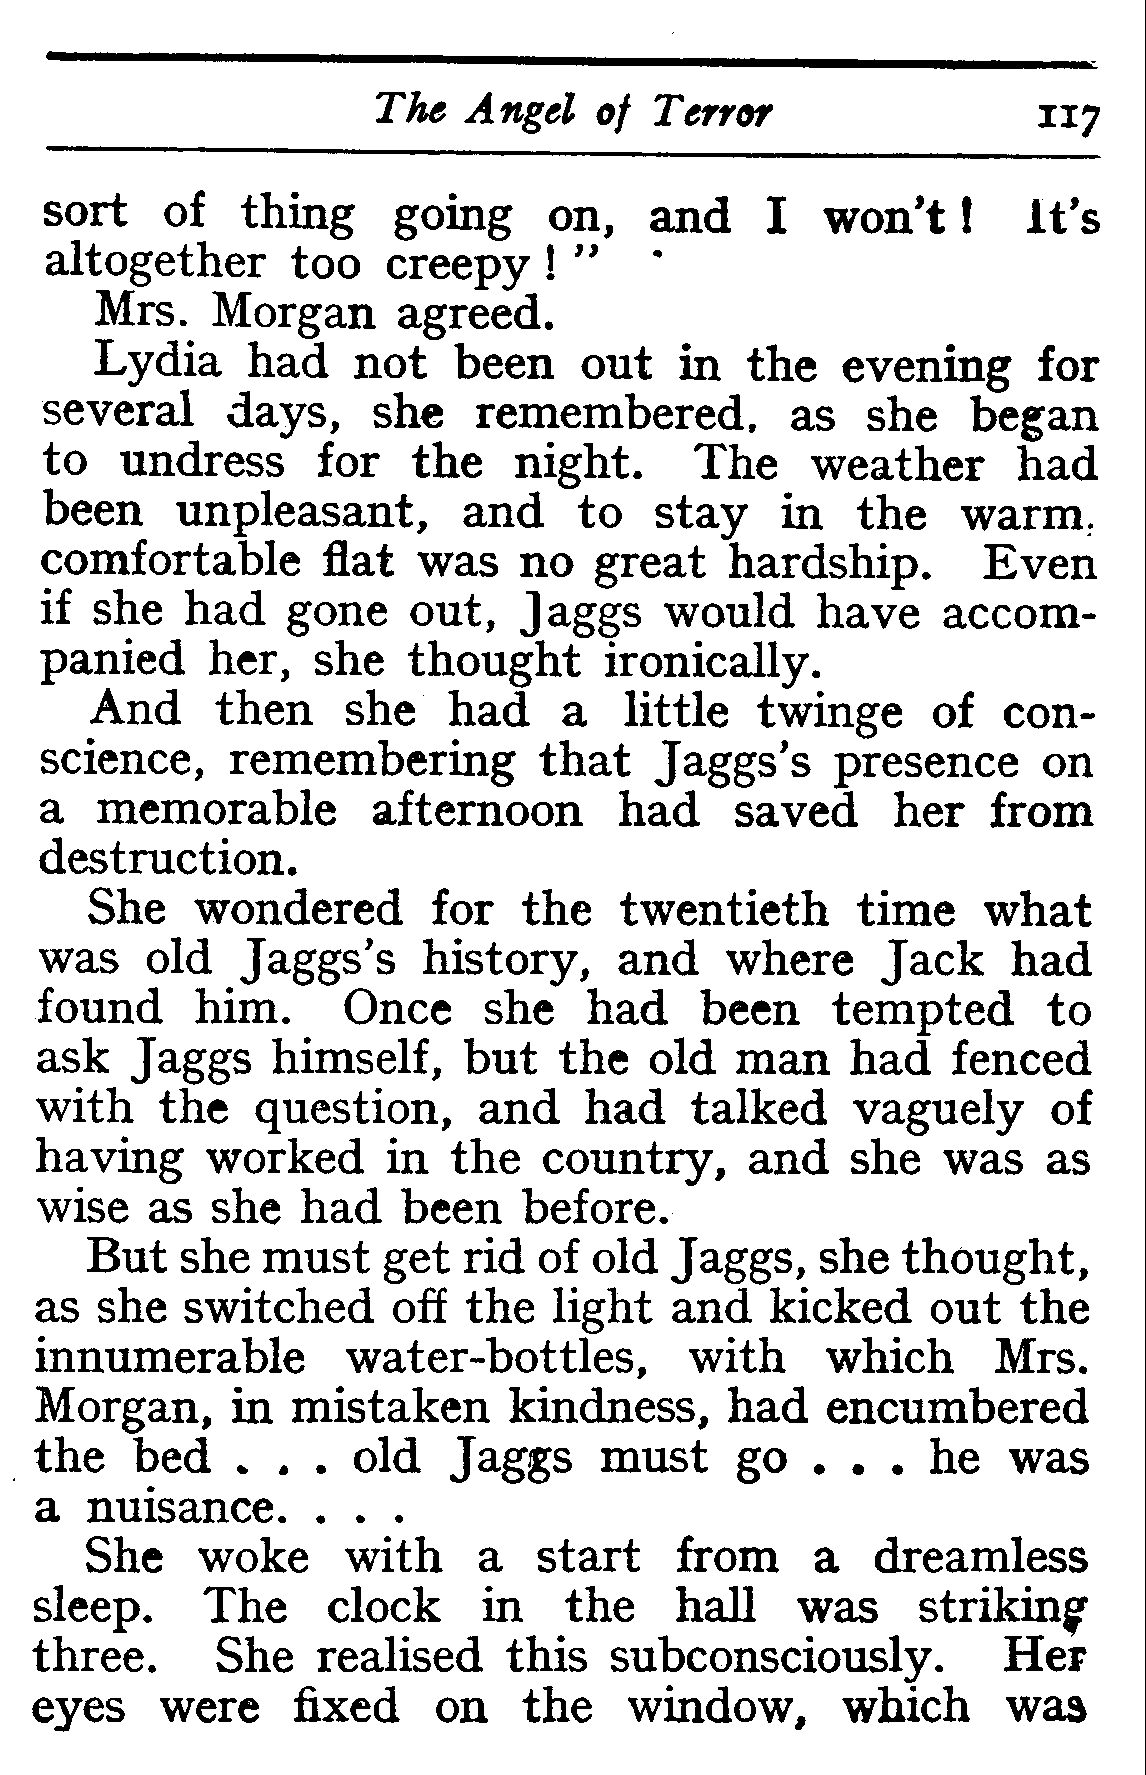 The Angel of Terror 117
sort of thing going on, and I won't! It's
altogether too creepy!”
Mrs. Morgan agreed.
Lydia had not been out in the evening for
several days, she remembered, as she began
to undress for the night. The weather had
been unpleasant, and to stay in the warm,
comfortable flat was no great hardship. Even
if she had gone out, Jaggs would have accom-
panied her, she thought ironically.
And then she had a little twinge of con-
science, remembering that Jaggs's presence on
a memorable afternoon had saved her from
destruction.
She wondered for the twentieth time what
was old Jaggs's history, and where Jack had
found him. Once she had been tempted to
ask Jaggs himself, but the old man had fenced
with the question, and had talked vaguely of
having worked in the country, and she was as
wise as she had been before.
But she must get rid of old Jaggs, she thought,
as she switched off the light and kicked out the
innumerable water-bottles, with which Mrs.
Morgan, in mistaken kindness, had encumbered
the bed . . . old Jaggs must go . . . he was
a nuisance. . . .
She woke with a start from a dreamless
sleep. The clock in the hall was striking
three. She realised this subconsciously. Her
eyes were fixed on the window, which was